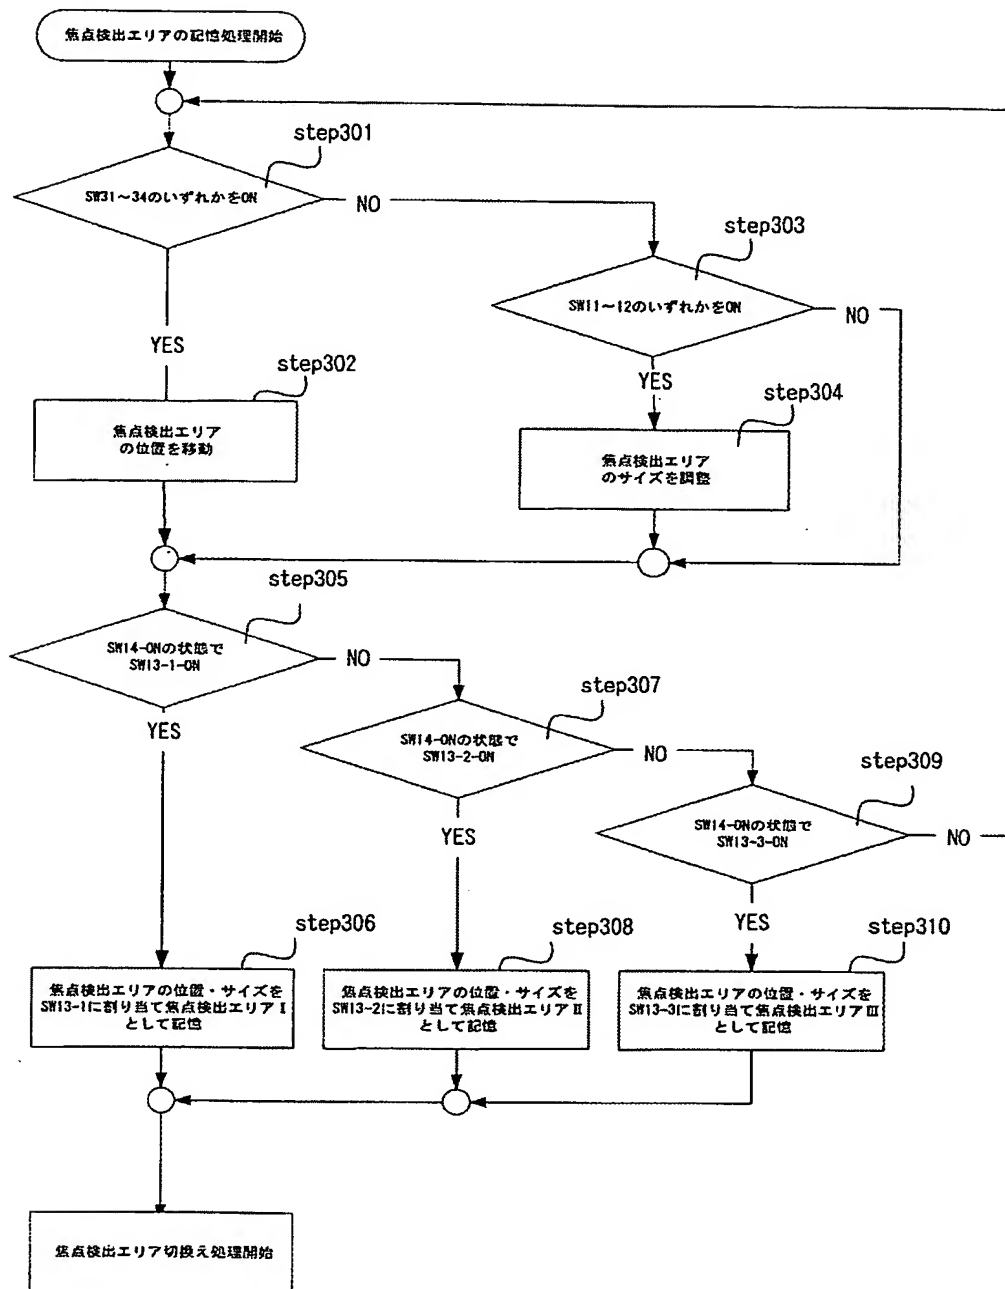 焦点検出エリアの記憶処理開始
step301
SW31～34のいずれかをON
NO
step303
SW11～12のいずれかをON
NO
YES
step302
YES
step304
焦点検出エリア
の位置を移動
焦点検出エリア
のサイズを調整
step305
SW14-ONの状態で
SW13-1-ON
NO
step307
YES
SW14-ONの状態で
SW13-2-ON
NO
step309
YES
SW14-ONの状態で
SW13-3-ON
NO
YES
step306
step308
step310
焦点検出エリアの位置・サイズを
SW13-1に割り当て焦点検出エリアⅠ
として記憶
焦点検出エリアの位置・サイズを
SW13-2に割り当て焦点検出エリアⅡ
として記憶
焦点検出エリアの位置・サイズを
SW13-3に割り当て焦点検出エリアⅢ
として記憶
焦点検出エリア切換え処理開始